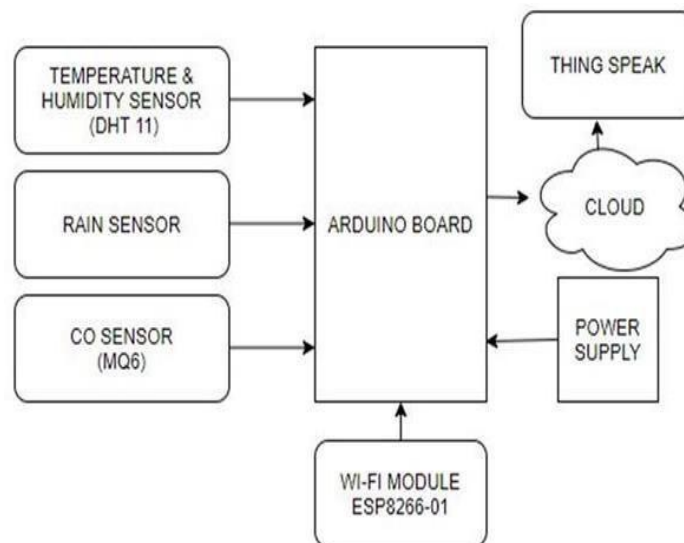 TEMPERATURE &
HUMIDITY SENSOR
(DHT 11)
RAIN SENSOR
CO SENSOR
(MQ6)
ARDUINO BOARD
WI-FI MODULE
ESP8266-01
THING SPEAK
CLOUD
POWER
SUPPLY